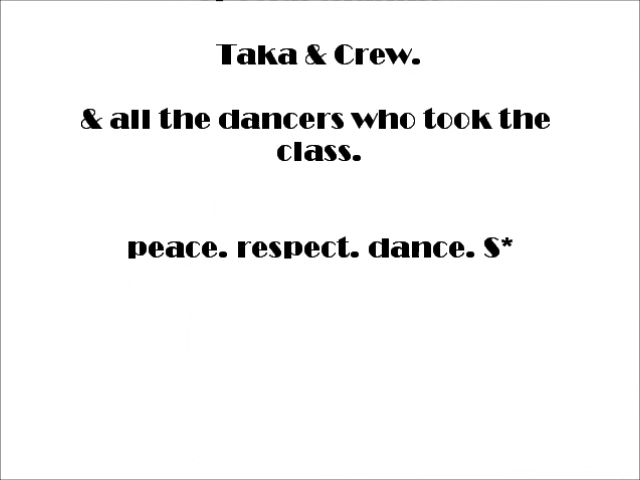 Taka & Crew.
& all the dancers who took the
class.
peace. respect. dance. S*